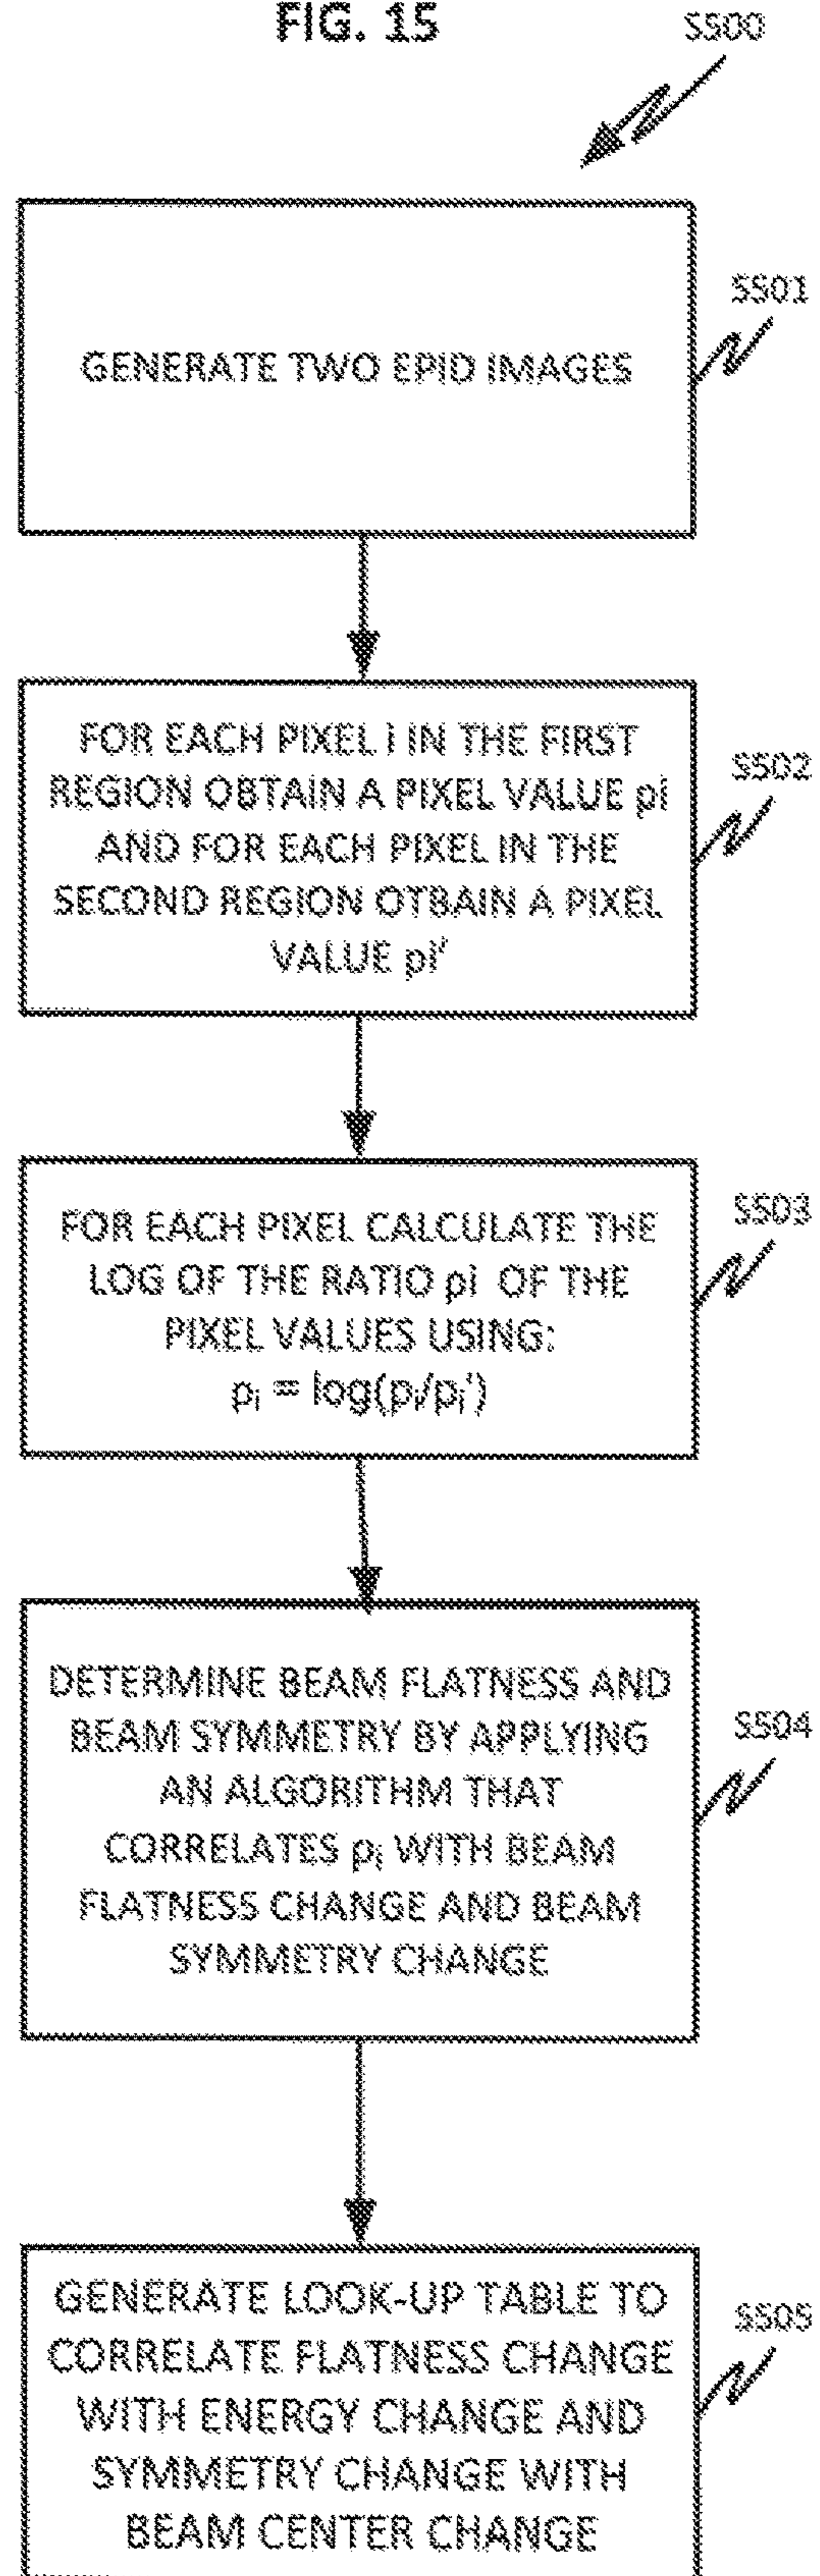 FIG. 15
S500
GENERATE TWO EPID IMAGES
S501
FOR EACH PIXEL i IN THE FIRST
REGION OBTAIN A PIXEL VALUE pi
AND FOR EACH PIXEL IN THE
SECOND REGION OTBAIN A PIXEL
VALUE pi'
S502
FOR EACH PIXEL CALCULATE THE
LOG OF THE RATIO pi OF THE
PIXEL VALUES USING:
pᵢ = log(pᵢ/pᵢ')
S503
DETERMINE BEAM FLATNESS AND
BEAM SYMMETRY BY APPLYING
AN ALGORITHM THAT
CORRELATES pᵢ WITH BEAM
FLATNESS CHANGE AND BEAM
SYMMETRY CHANGE
S504
GENERATE LOOK-UP TABLE TO
CORRELATE FLATNESS CHANGE
WITH ENERGY CHANGE AND
SYMMETRY CHANGE WITH
BEAM CENTER CHANGE
S505